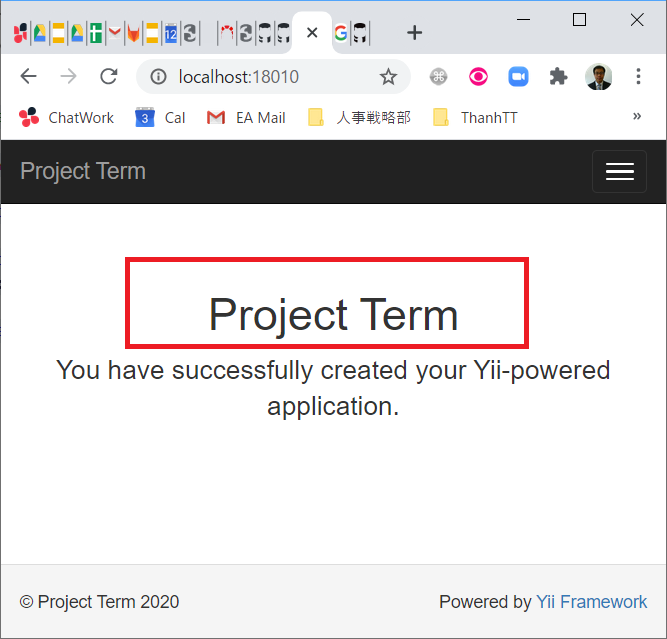 localhost:18010
ChatWork
3
Cal
EA Mail
人事戦略部
ThanhTT
»
Project Term
Project Term
You have successfully created your Yii-powered
application.
© Project Term 2020
Powered by Yii Framework